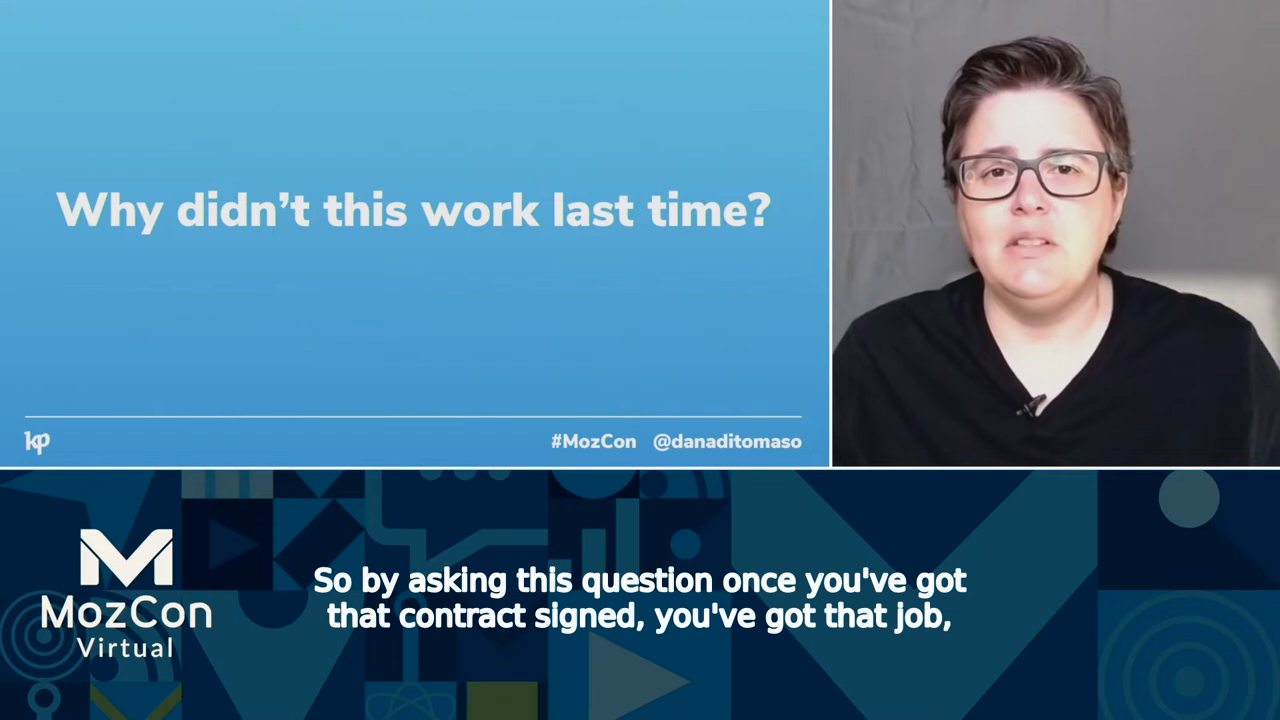 Why didn’t this work last time?
kp
#MozCon @danaditomaso
M
MozCon
Virtual
So by asking this question once you've got
that contract signed, you've got that job,